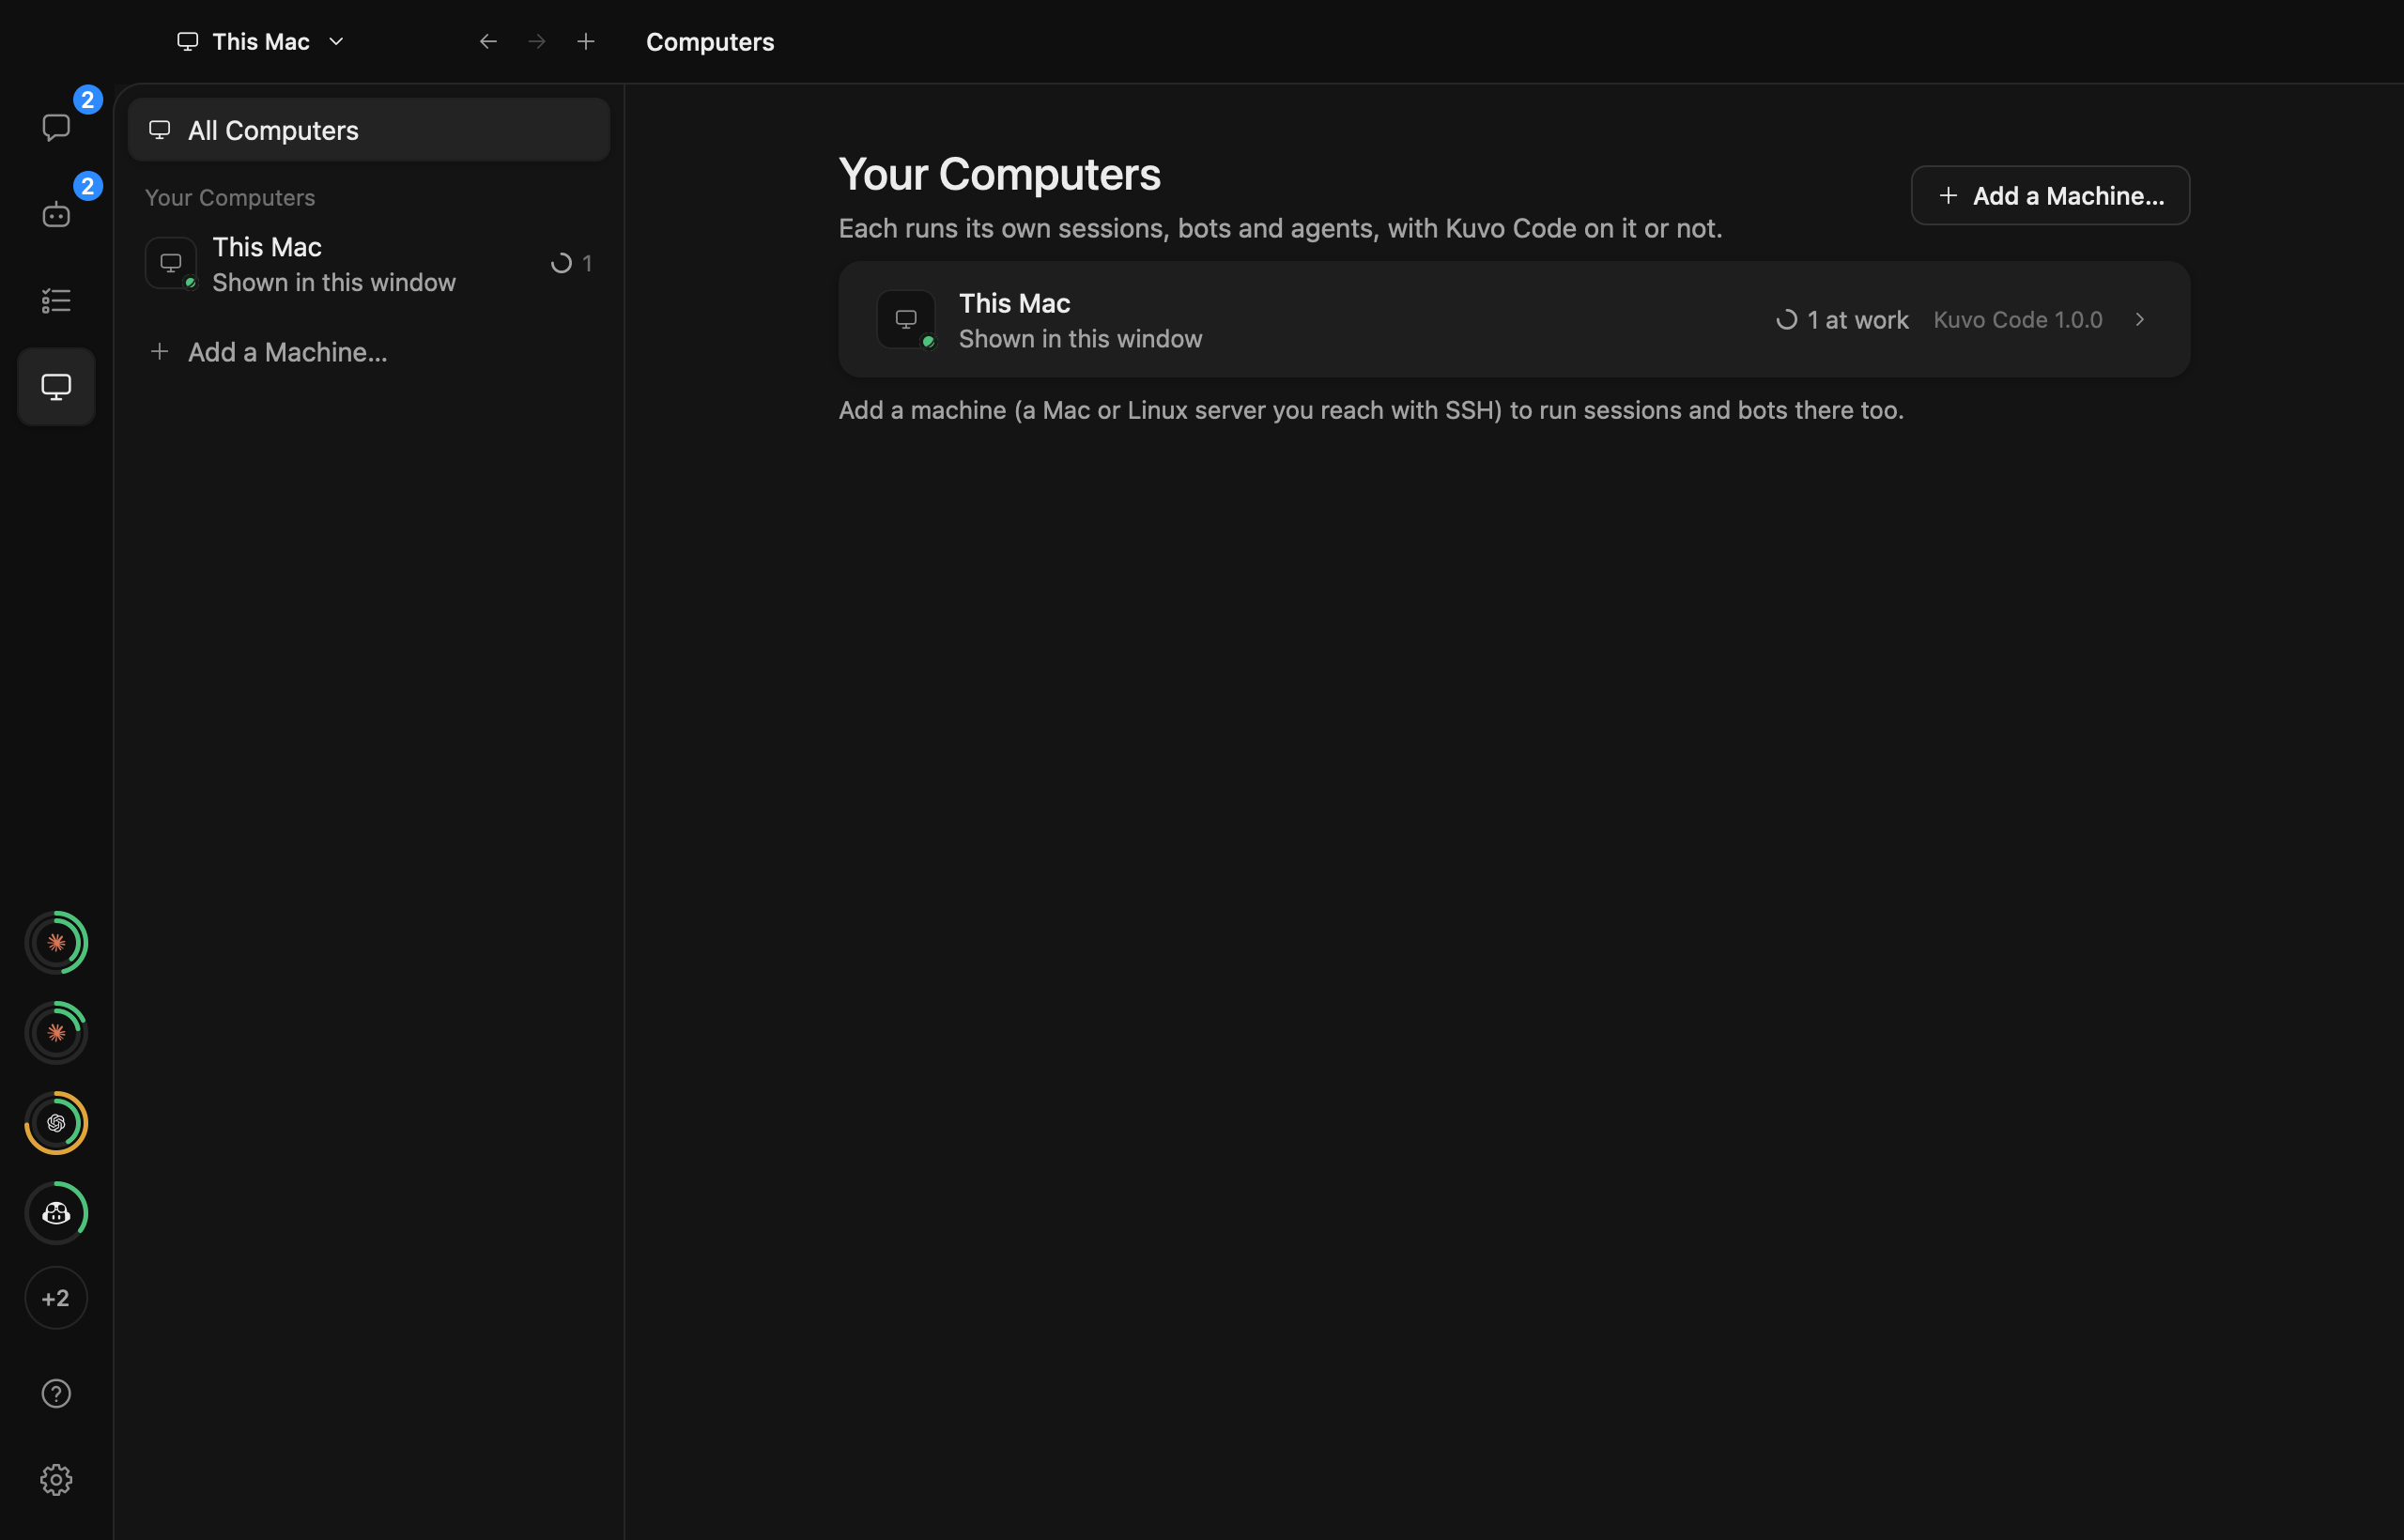 This Mac
Computers
2
2
All Computers
Your Computers
This Mac
Shown in this window
1
Add a Machine...
Your Computers
Each runs its own sessions, bots and agents, with Kuvo Code on it or not.
Add a Machine...
This Mac
Shown in this window
1 at work
Kuvo Code 1.0.0
Add a machine (a Mac or Linux server you reach with SSH) to run sessions and bots there too.
+2